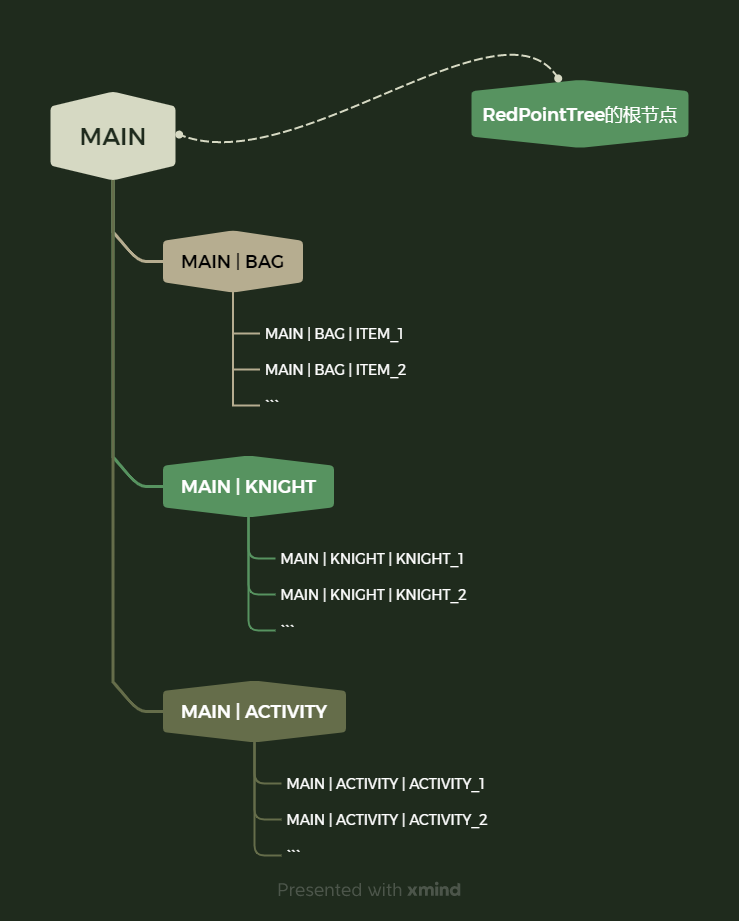 MAIN
RedPointTree的根节点
MAIN | BAG
MAIN | BAG | ITEM_1
MAIN | BAG | ITEM_2
```
MAIN | KNIGHT
MAIN | KNIGHT | KNIGHT_1
MAIN | KNIGHT | KNIGHT_2
```
MAIN | ACTIVITY
MAIN | ACTIVITY | ACTIVITY_1
MAIN | ACTIVITY | ACTIVITY_2
```
Presented with xmind